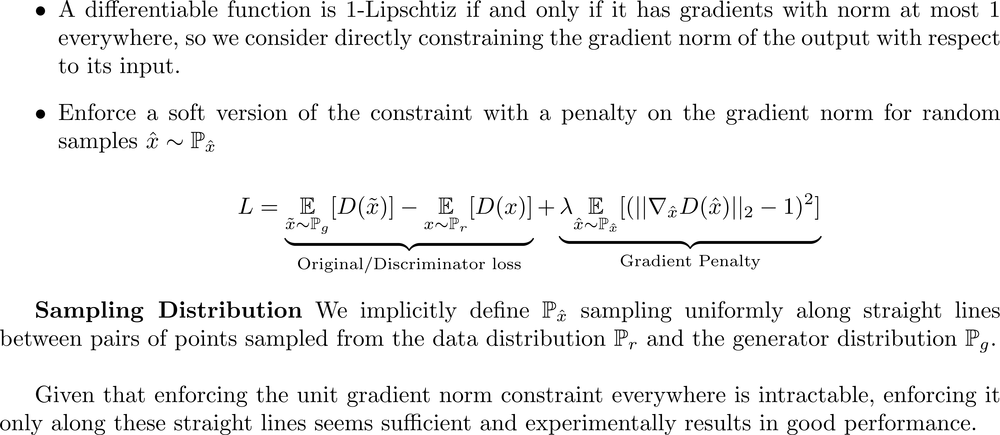 • A differentiable function is 1-Lipschtiz if and only if it has gradients with norm at most 1
everywhere, so we consider directly constraining the gradient norm of the output with respect
to its input.
• Enforce a soft version of the constraint with a penalty on the gradient norm for random
samples $\hat{x} \sim \mathbb{P}_{\hat{x}}$
$L = \underbrace{\underset{\tilde{x} \sim \mathbb{P}_g}{\mathbb{E}} [D(\tilde{x})] - \underset{x \sim \mathbb{P}_r}{\mathbb{E}} [D(x)]}_{\text{Original/Discriminator loss}} + \underbrace{\lambda \underset{\hat{x} \sim \mathbb{P}_{\hat{x}}}{\mathbb{E}} [(||\nabla_{\hat{x}} D(\hat{x})||_2 - 1)^2]}_{\text{Gradient Penalty}}$
Sampling Distribution We implicitly define $\mathbb{P}_{\hat{x}}$ sampling uniformly along straight lines
between pairs of points sampled from the data distribution $\mathbb{P}_r$ and the generator distribution $\mathbb{P}_g$.
Given that enforcing the unit gradient norm constraint everywhere is intractable, enforcing it
only along these straight lines seems sufficient and experimentally results in good performance.